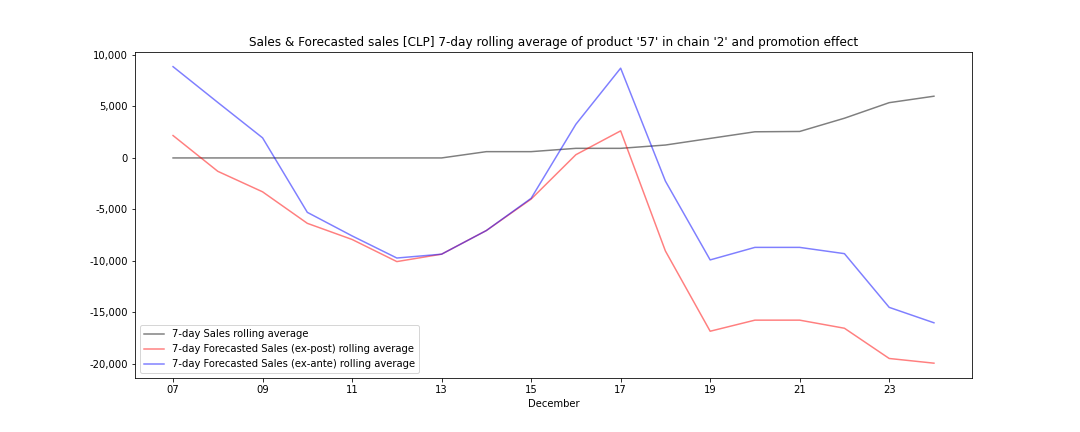 Sales & Forecasted sales [CLP] 7-day rolling average of product '57' in chain '2' and promotion effect
10,000
5,000
0
-5,000
-10,000
-15,000
-20,000
7-day Sales rolling average
7-day Forecasted Sales (ex-post) rolling average
7-day Forecasted Sales (ex-ante) rolling average
07 09 11 13 15 17 19 21 23
December